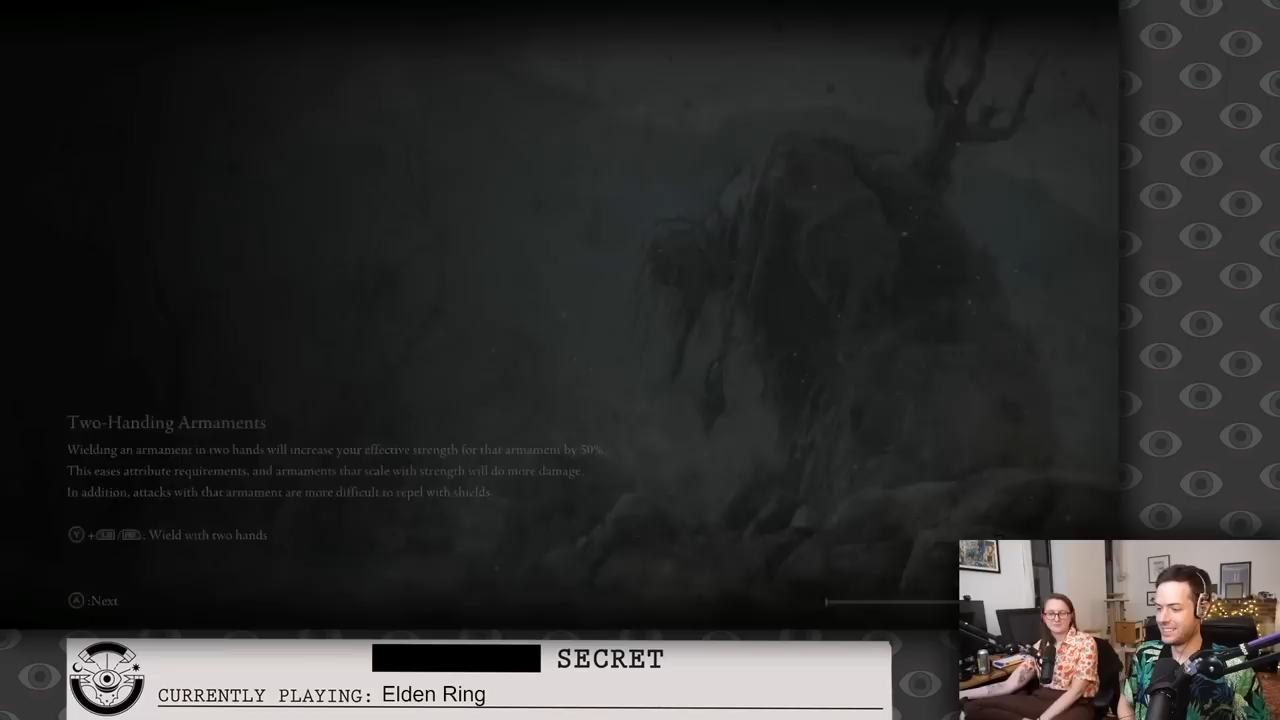 Two-Handing Armaments
Wielding an armament in two hands will increase your effective strength for that armament by 50%.
This eases attribute requirements, and armaments that scale with strength will do more damage.
In addition, attacks with that armament are more difficult to repel with shields.
Y + LB / RB : Wield with two hands
A :Next
SECRET
CURRENTLY PLAYING: Elden Ring